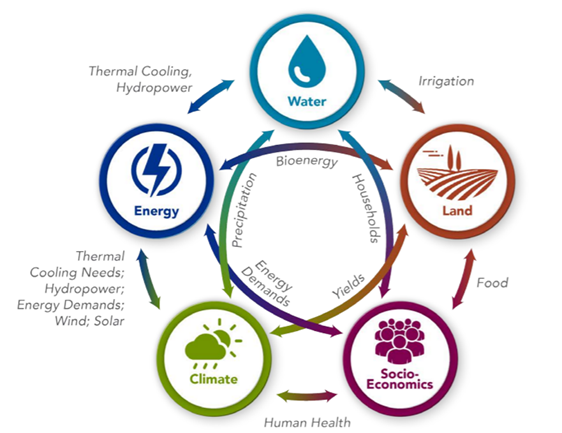 Water
Thermal Cooling,
Hydropower
Irrigation
Bioenergy
Energy
Land
Precipitation
Households
Thermal
Cooling Needs;
Hydropower;
Energy Demands;
Wind; Solar
Energy
Demands
Yields
Food
Climate
Socio-
Economics
Human Health